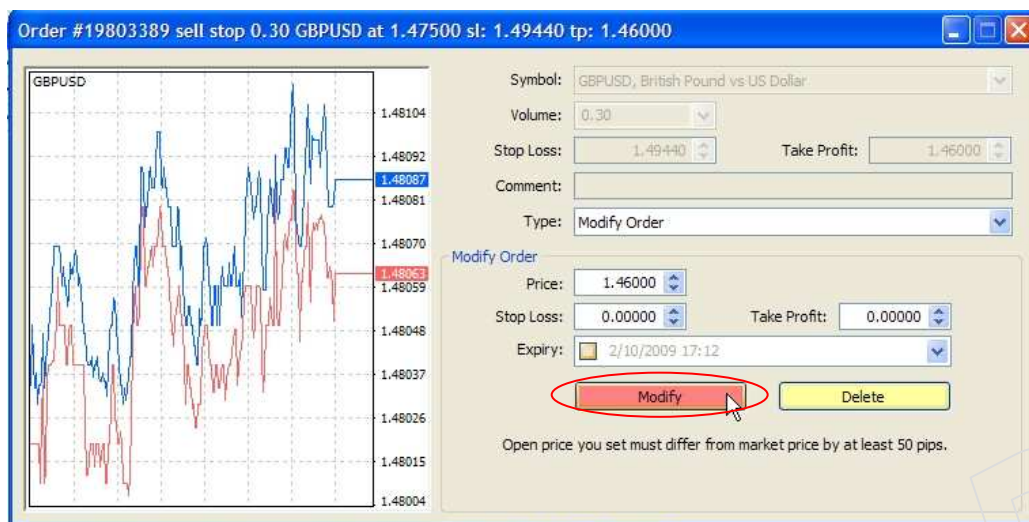 Order #19803389 sell stop 0.30 GBPUSD at 1.47500 sl: 1.49440 tp: 1.46000
GBPUSD
1.48104
1.48092
1.48087
1.48081
1.48070
1.48063
1.48059
1.48048
1.48037
1.48026
1.48015
1.48004
Symbol: GBPUSD, British Pound vs US Dollar
Volume: 0.30
Stop Loss: 1.49440 Take Profit: 1.46000
Comment:
Type: Modify Order
Modify Order
Price: 1.46000
Stop Loss: 0.00000 Take Profit: 0.00000
Expiry: 2/10/2009 17:12
Modify Delete
Open price you set must differ from market price by at least 50 pips.